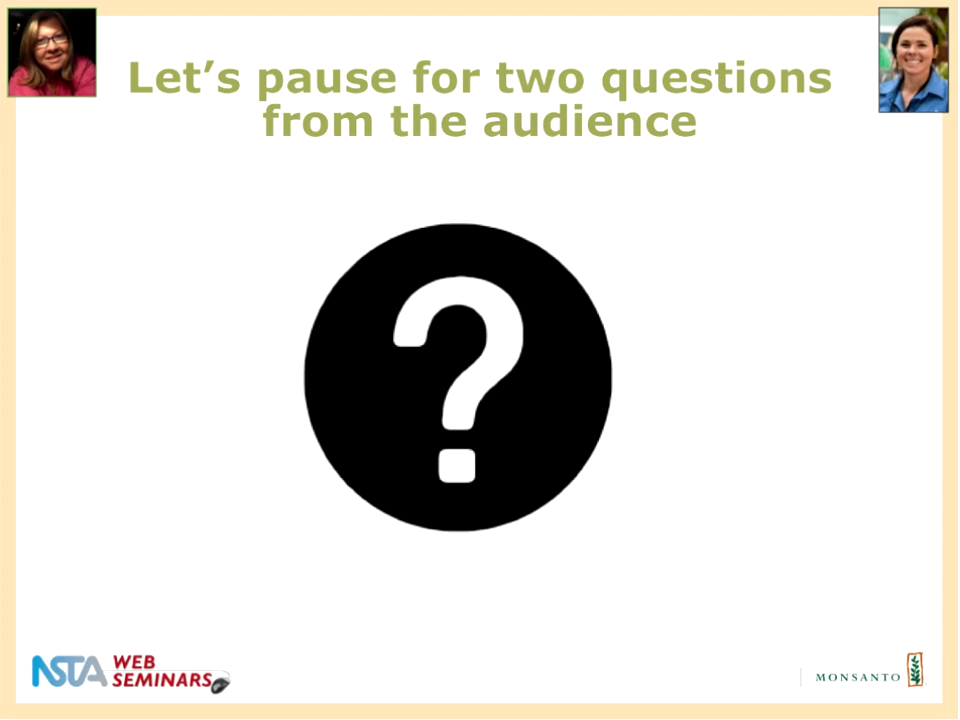 Let’s pause for two questions
from the audience
?
NSTA WEB
SEMINARS
MONSANTO